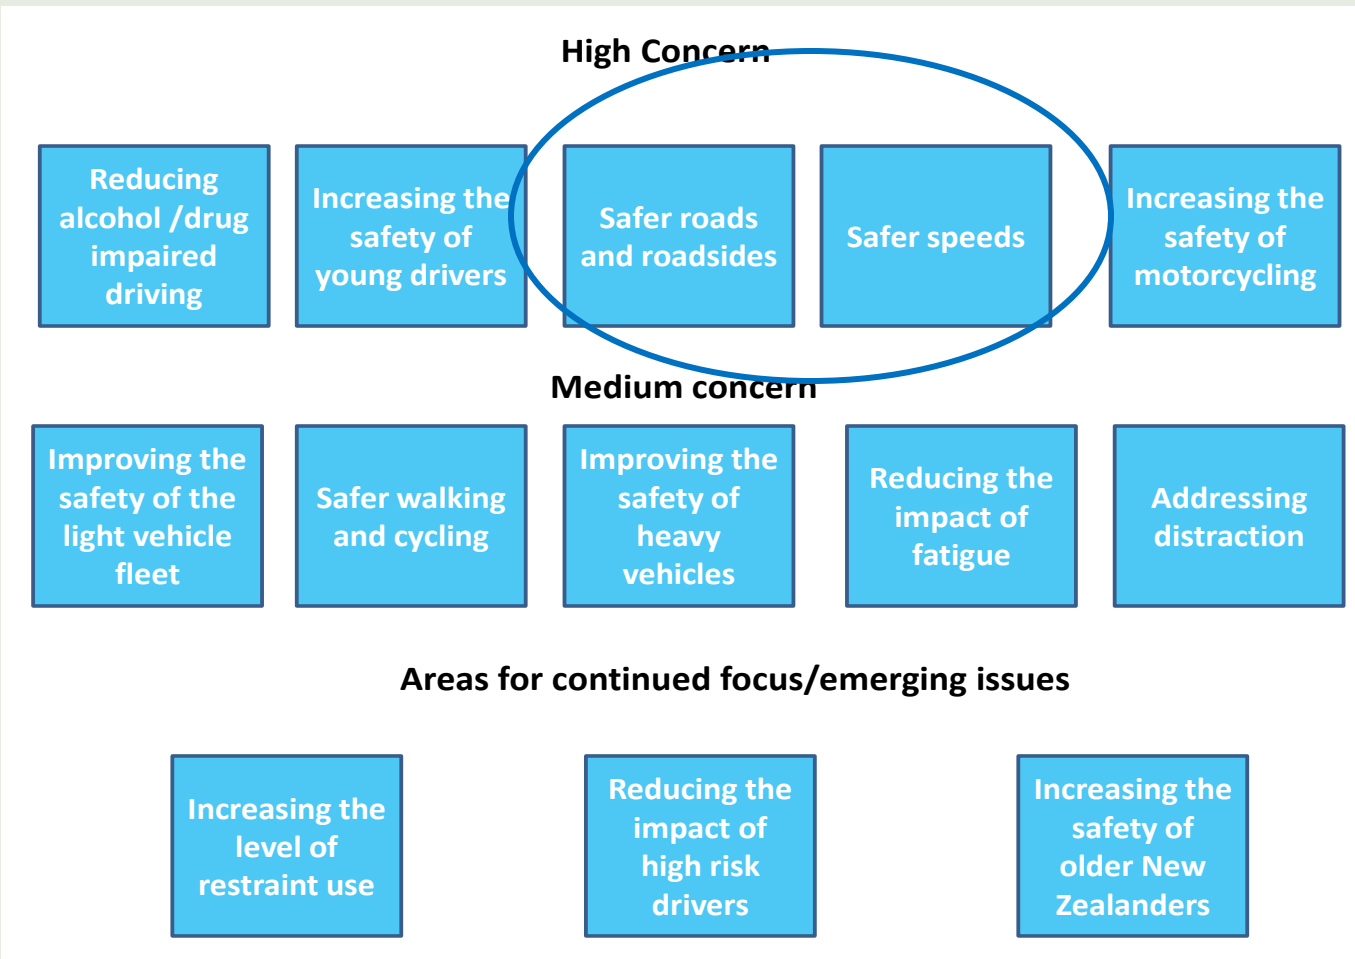 High Concern
Reducing
alcohol /drug
impaired
driving
Increasing the
safety of
young drivers
Safer roads
and roadsides
Safer speeds
Increasing the
safety of
motorcycling
Medium concern
Improving the
safety of the
light vehicle
fleet
Safer walking
and cycling
Improving the
safety of
heavy
vehicles
Reducing the
impact of
fatigue
Addressing
distraction
Areas for continued focus/emerging issues
Increasing the
level of
restraint use
Reducing the
impact of
high risk
drivers
Increasing the
safety of
older New
Zealanders